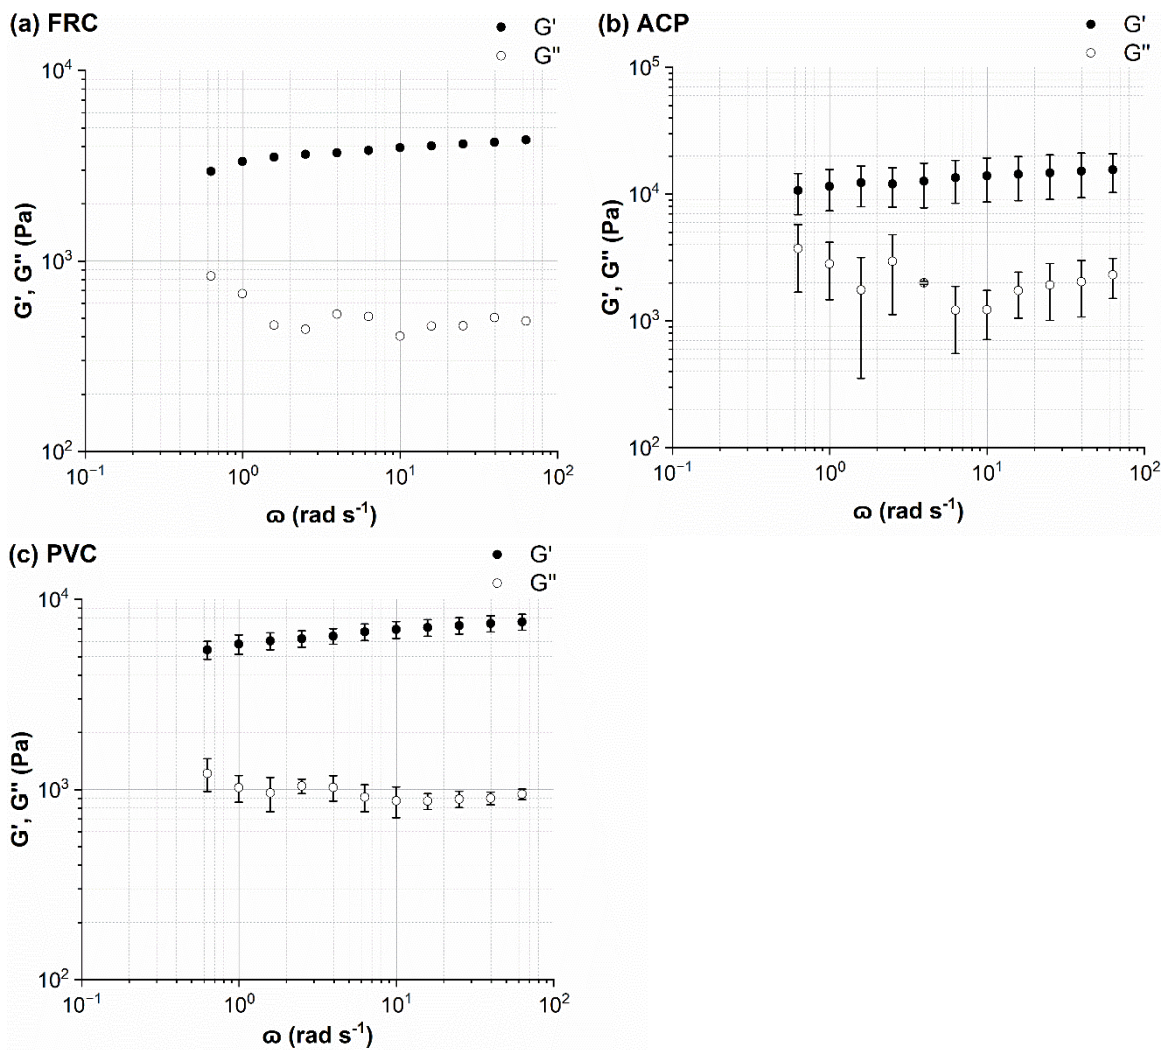 (a) FRC
G'
G''
10⁴
10³
10²
10⁻¹
10⁰
10¹
10²
G', G'' (Pa)
ϖ (rad s⁻¹)
(b) ACP
G'
G''
10⁵
10⁴
10³
10²
10⁻¹
10⁰
10¹
10²
G', G'' (Pa)
ϖ (rad s⁻¹)
(c) PVC
G'
G''
10⁴
10³
10²
10⁻¹
10⁰
10¹
10²
G', G'' (Pa)
ϖ (rad s⁻¹)